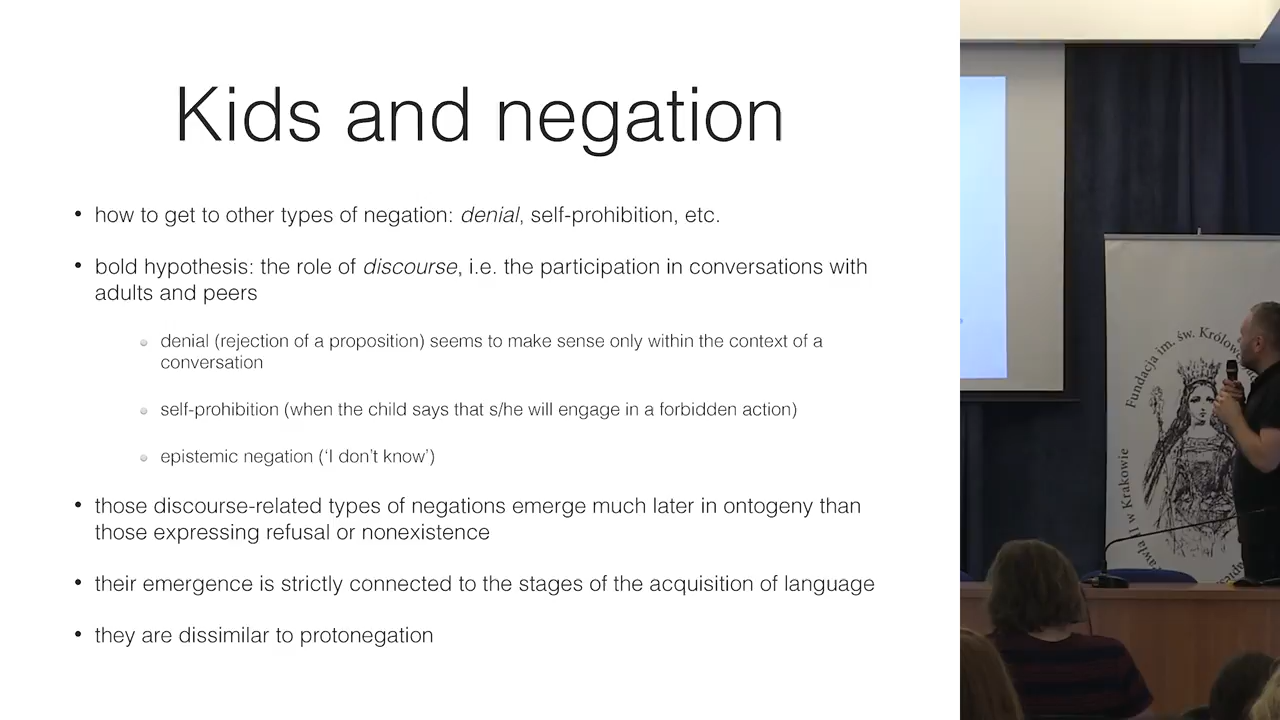 Kids and negation
• how to get to other types of negation: denial, self-prohibition, etc.
• bold hypothesis: the role of discourse, i.e. the participation in conversations with
adults and peers
denial (rejection of a proposition) seems to make sense only within the context of a
conversation
self-prohibition (when the child says that s/he will engage in a forbidden action)
epistemic negation (‘I don’t know’)
• those discourse-related types of negations emerge much later in ontogeny than
those expressing refusal or nonexistence
• their emergence is strictly connected to the stages of the acquisition of language
• they are dissimilar to protonegation
Fundacja im. św. Królowej
w Krakowie